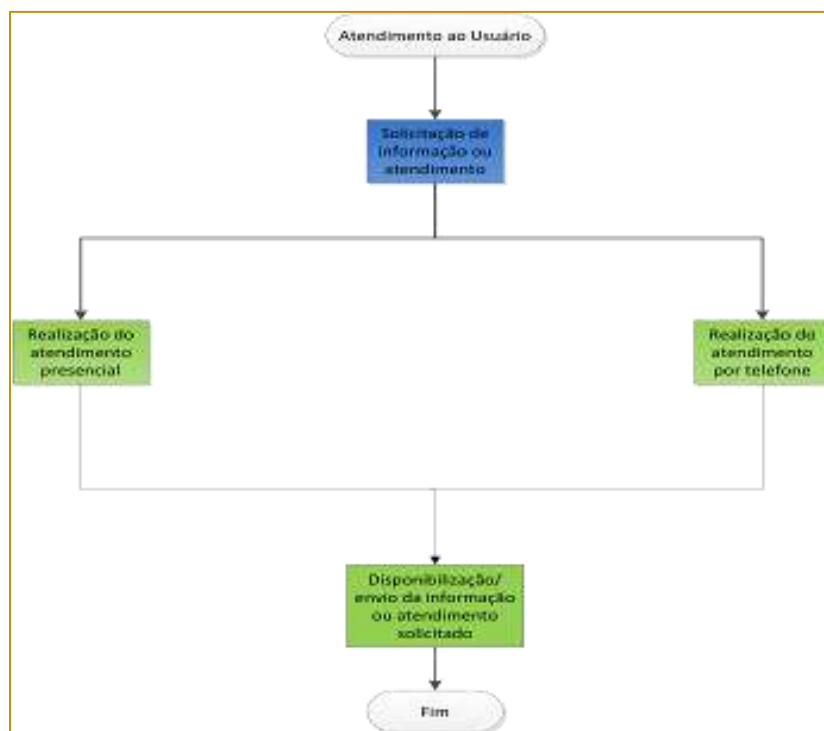 Atendimento ao Usuário
Solicitação de
informação ou
atendimento
Realização do
atendimento
presencial
Realização do
atendimento
por telefone
Disponibilização/
envio da informação
ou atendimento
solicitado
Fim